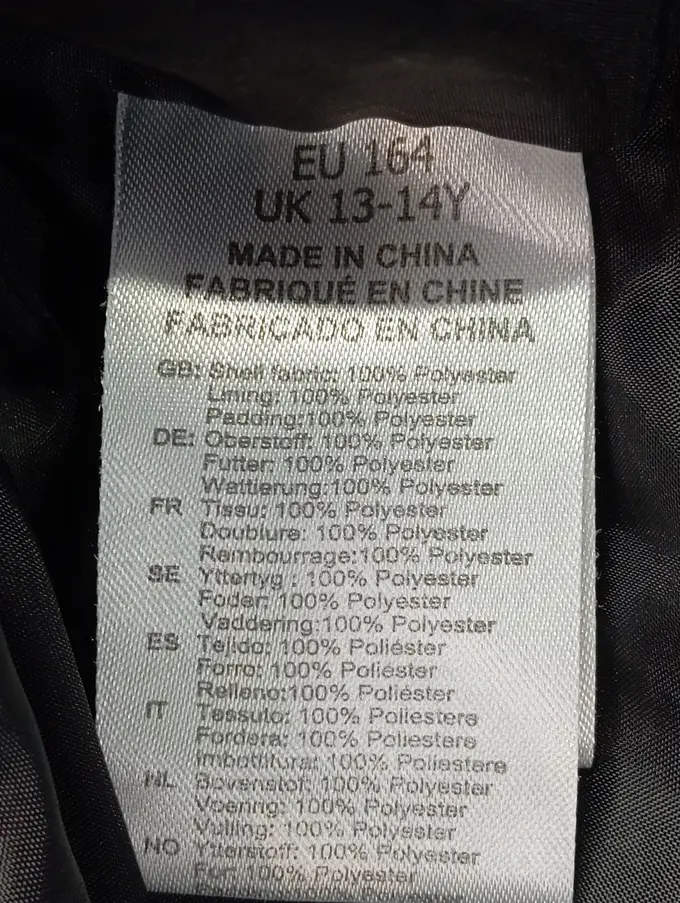 EU 164
UK 13-14Y
MADE IN CHINA
FABRIQUÉ EN CHINE
FABRICADO EN CHINA
GB: Shell fabric: 100% Polyester
Lining: 100% Polyester
Padding:100% Polyester
DE: Oberstoff: 100% Polyester
Futter: 100% Polyester
Wattierung:100% Polyester
FR Tissu: 100% Polyester
Doublure: 100% Polyester
Rembourrage:100% Polyester
SE Yttertyg : 100% Polyester
Foder: 100% Polyester
Vaddering:100% Polyester
ES Tejido: 100% Poliéster
Forro: 100% Poliéster
Relleno:100% Poliéster
IT Tessuto: 100% Poliestere
Fordera: 100% Poliestere
Imbottitura: 100% Poliestere
NL Bovenstof: 100% Polyester
Voering: 100% Polyester
Vulling: 100% Polyester
NO Ytterstoff: 100% Polyester
For: 100% Polyester